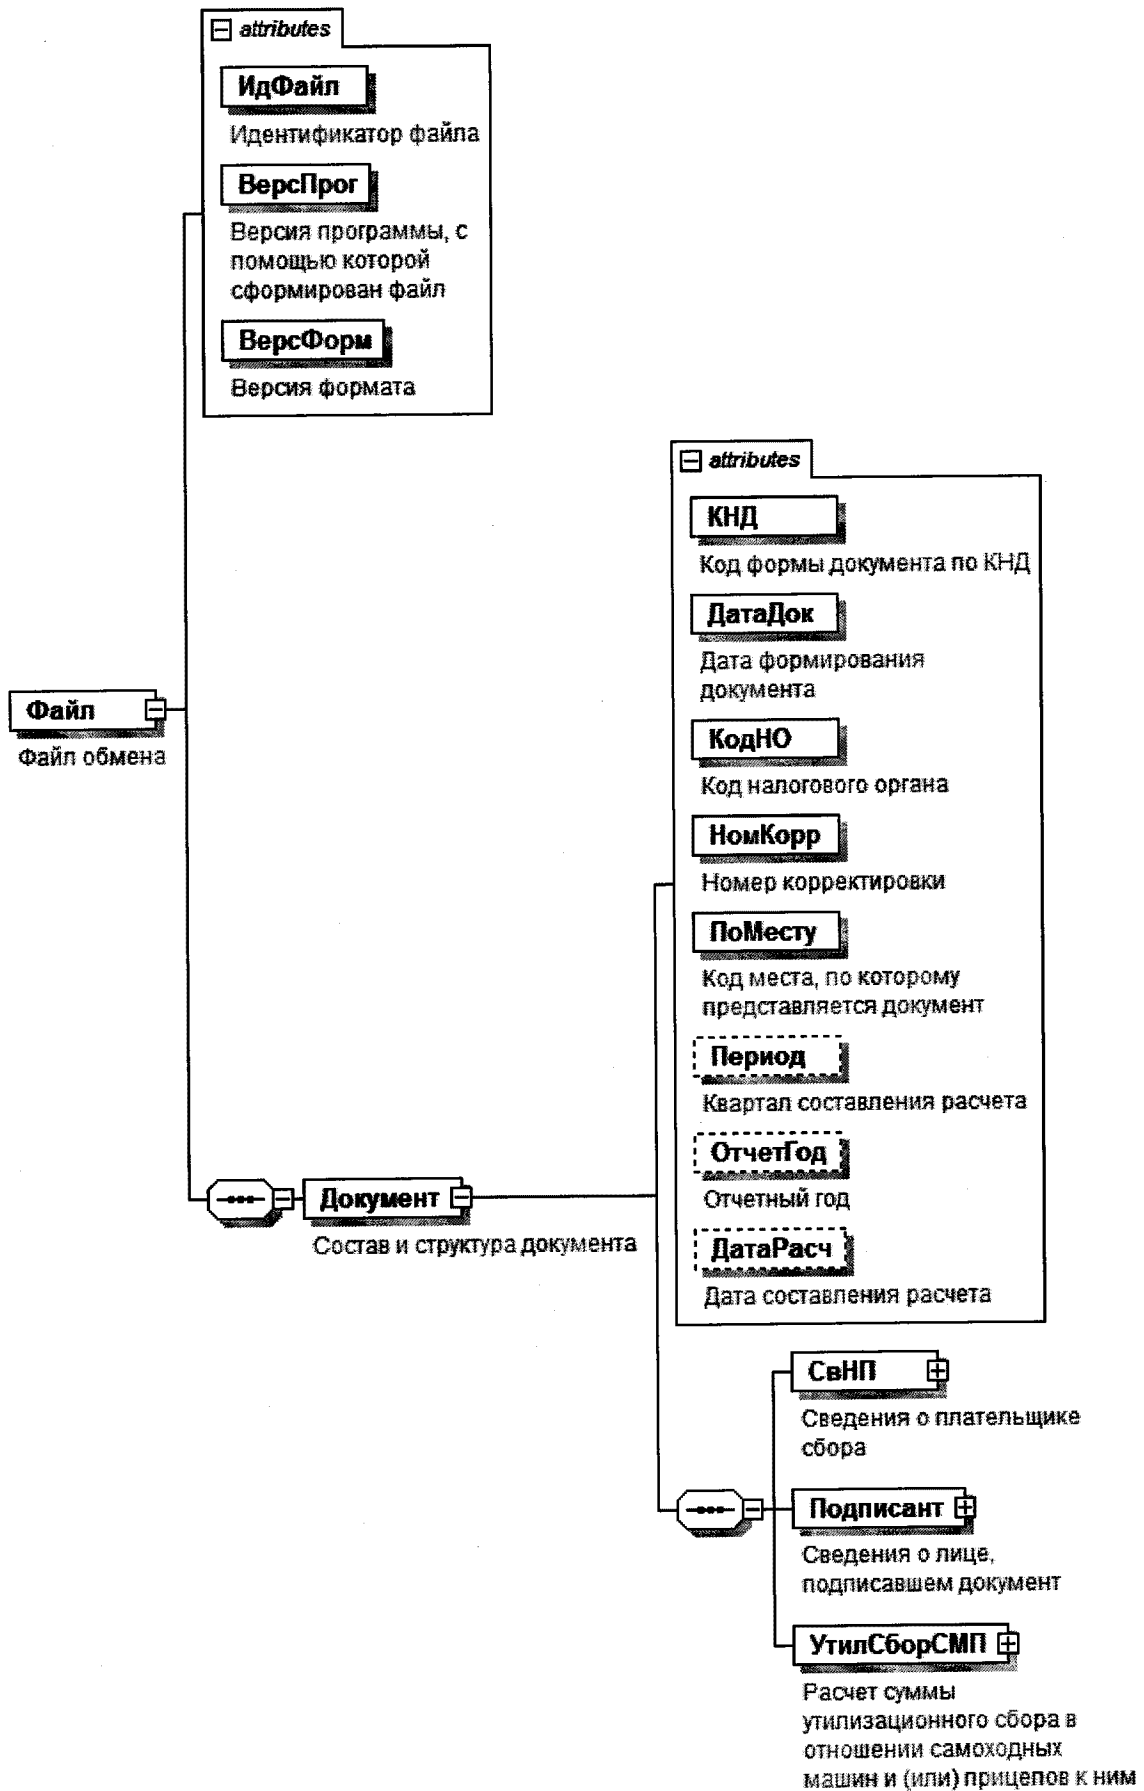 attributes
ИдФайл
Идентификатор файла
ВерсПрог
Версия программы, с
помощью которой
сформирован файл
ВерсФорм
Версия формата
Файл
Файл обмена
Документ
Состав и структура документа
attributes
КНД
Код формы документа по КНД
ДатаДок
Дата формирования
документа
КодНО
Код налогового органа
НомКорр
Номер корректировки
ПоМесту
Код места, по которому
представляется документ
Период
Квартал составления расчета
ОтчетГод
Отчетный год
ДатаРасч
Дата составления расчета
СвНП
Сведения о плательщике
сбора
Подписант
Сведения о лице,
подписавшем документ
УтилСборСМП
Расчет суммы
утилизационного сбора в
отношении самоходных
машин и (или) прицепов к ним